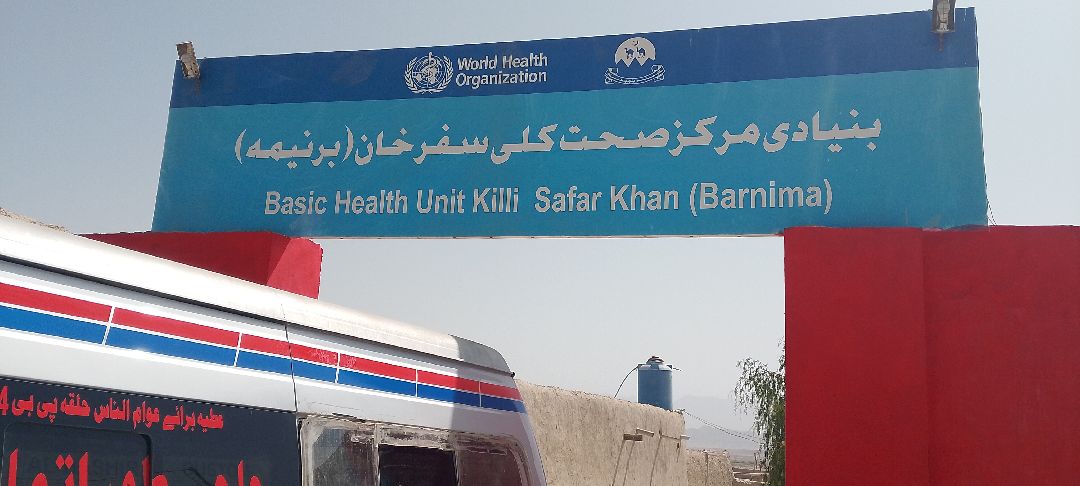 World Health
Organization
بنیادی مرکز صحت کلی سفر خان (برنیمہ)
Basic Health Unit Killi Safar Khan (Barnima)
عطیہ برائے عوام الناس حلقہ پی بی 4